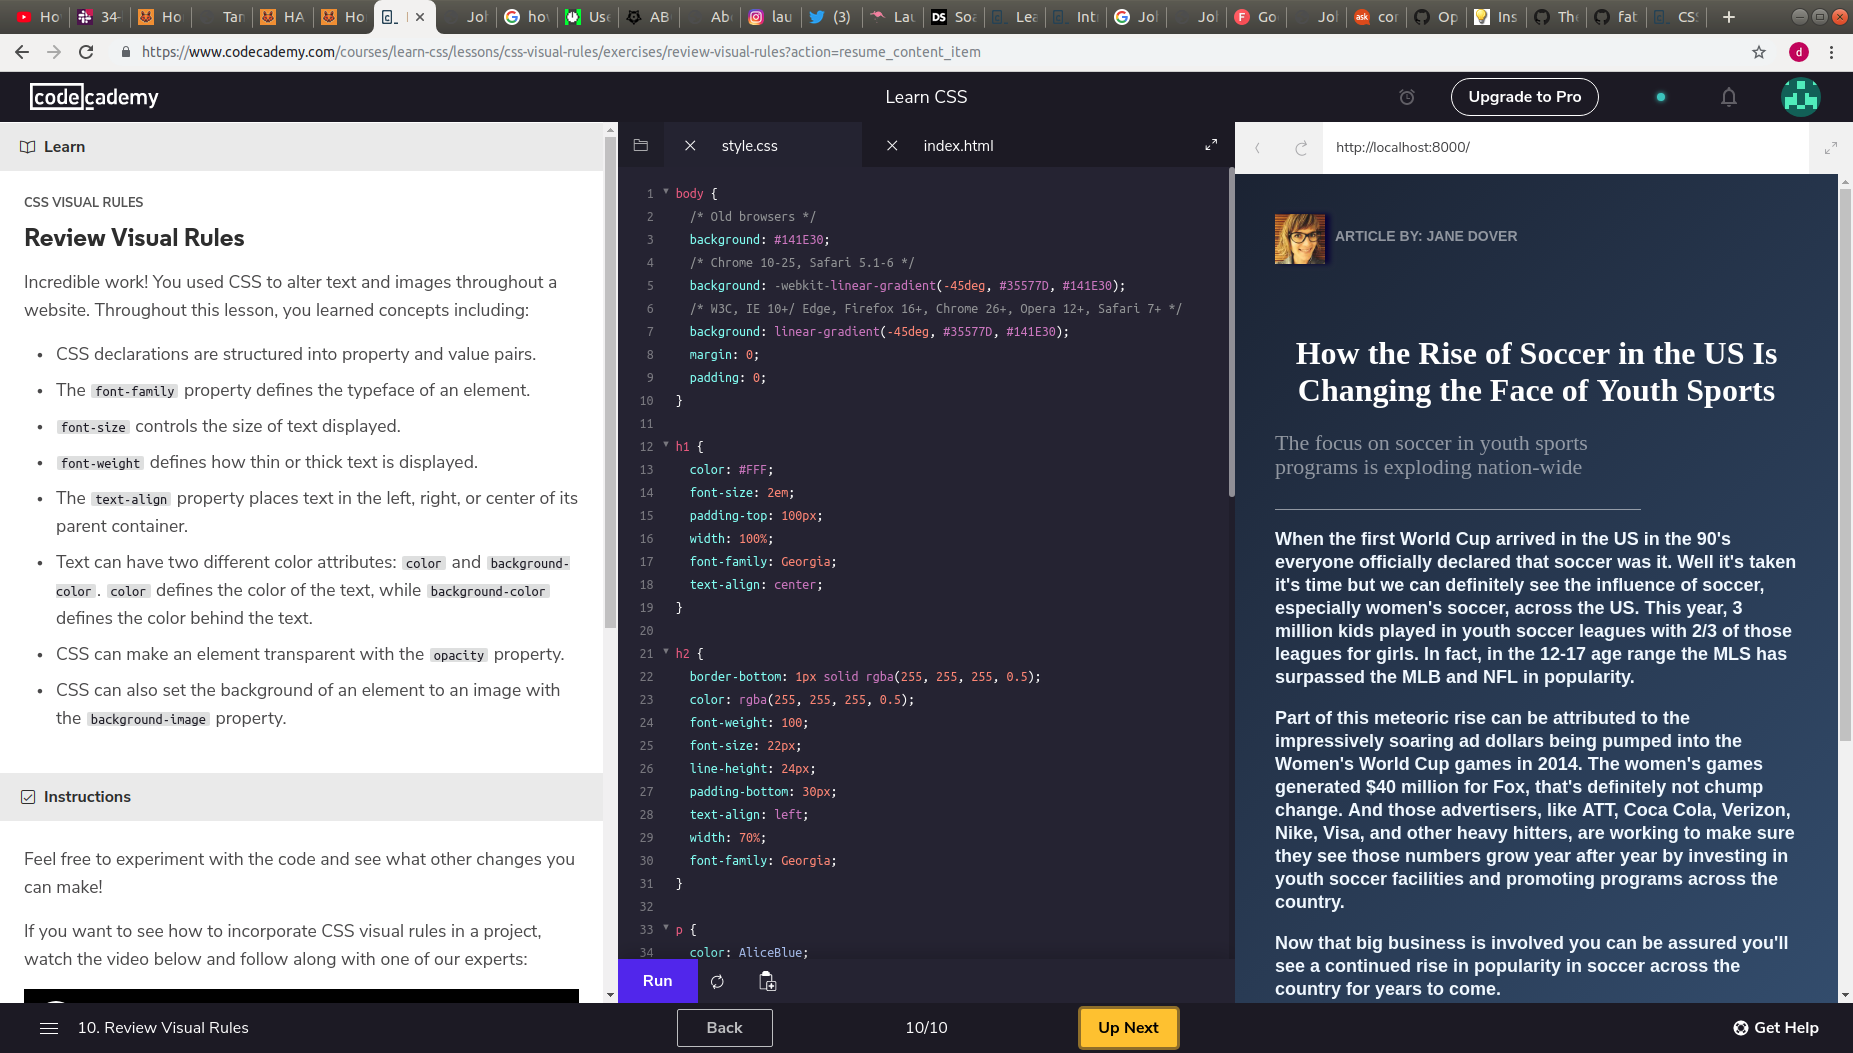 Ho
34-
Ho
Tan
HA
Ho
Joh
hov
Use
AB
Abo
lau
(3)
Lau
DS Soa
Lea
Intr
Joh
Joh
F Go
Joh
ask cor
Op
Ins
The
fat
CSS
https://www.codecademy.com/courses/learn-css/lessons/css-visual-rules/exercises/review-visual-rules?action=resume_content_item
d
codecademy
Learn CSS
Upgrade to Pro
Learn
CSS VISUAL RULES
Review Visual Rules
Incredible work! You used CSS to alter text and images throughout a
website. Throughout this lesson, you learned concepts including:
• CSS declarations are structured into property and value pairs.
• The font-family property defines the typeface of an element.
• font-size controls the size of text displayed.
• font-weight defines how thin or thick text is displayed.
• The text-align property places text in the left, right, or center of its
parent container.
• Text can have two different color attributes: color and background-
color. color defines the color of the text, while background-color
defines the color behind the text.
• CSS can make an element transparent with the opacity property.
• CSS can also set the background of an element to an image with
the background-image property.
Instructions
Feel free to experiment with the code and see what other changes you
can make!
If you want to see how to incorporate CSS visual rules in a project,
watch the video below and follow along with one of our experts:
style.css
index.html
1 body {
2 /* Old browsers */
3 background: #141E30;
4 /* Chrome 10-25, Safari 5.1-6 */
5 background: -webkit-linear-gradient(-45deg, #35577D, #141E30);
6 /* W3C, IE 10+/ Edge, Firefox 16+, Chrome 26+, Opera 12+, Safari 7+ */
7 background: linear-gradient(-45deg, #35577D, #141E30);
8 margin: 0;
9 padding: 0;
10 }
11
12 h1 {
13 color: #FFF;
14 font-size: 2em;
15 padding-top: 100px;
16 width: 100%;
17 font-family: Georgia;
18 text-align: center;
19 }
20
21 h2 {
22 border-bottom: 1px solid rgba(255, 255, 255, 0.5);
23 color: rgba(255, 255, 255, 0.5);
24 font-weight: 100;
25 font-size: 22px;
26 line-height: 24px;
27 padding-bottom: 30px;
28 text-align: left;
29 width: 70%;
30 font-family: Georgia;
31 }
32
33 p {
34 color: AliceBlue;
Run
http://localhost:8000/
ARTICLE BY: JANE DOVER
How the Rise of Soccer in the US Is
Changing the Face of Youth Sports
The focus on soccer in youth sports
programs is exploding nation-wide
When the first World Cup arrived in the US in the 90's
everyone officially declared that soccer was it. Well it's taken
it's time but we can definitely see the influence of soccer,
especially women's soccer, across the US. This year, 3
million kids played in youth soccer leagues with 2/3 of those
leagues for girls. In fact, in the 12-17 age range the MLS has
surpassed the MLB and NFL in popularity.
Part of this meteoric rise can be attributed to the
impressively soaring ad dollars being pumped into the
Women's World Cup games in 2014. The women's games
generated $40 million for Fox, that's definitely not chump
change. And those advertisers, like ATT, Coca Cola, Verizon,
Nike, Visa, and other heavy hitters, are working to make sure
they see those numbers grow year after year by investing in
youth soccer facilities and promoting programs across the
country.
Now that big business is involved you can be assured you'll
see a continued rise in popularity in soccer across the
country for years to come.
10. Review Visual Rules
Back
10/10
Up Next
Get Help